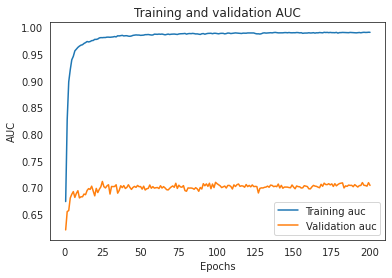 Training and validation AUC
1.00
0.95
0.90
0.85
0.80
0.75
0.70
0.65
AUC
0 25 50 75 100 125 150 175 200
Epochs
Training auc
Validation auc